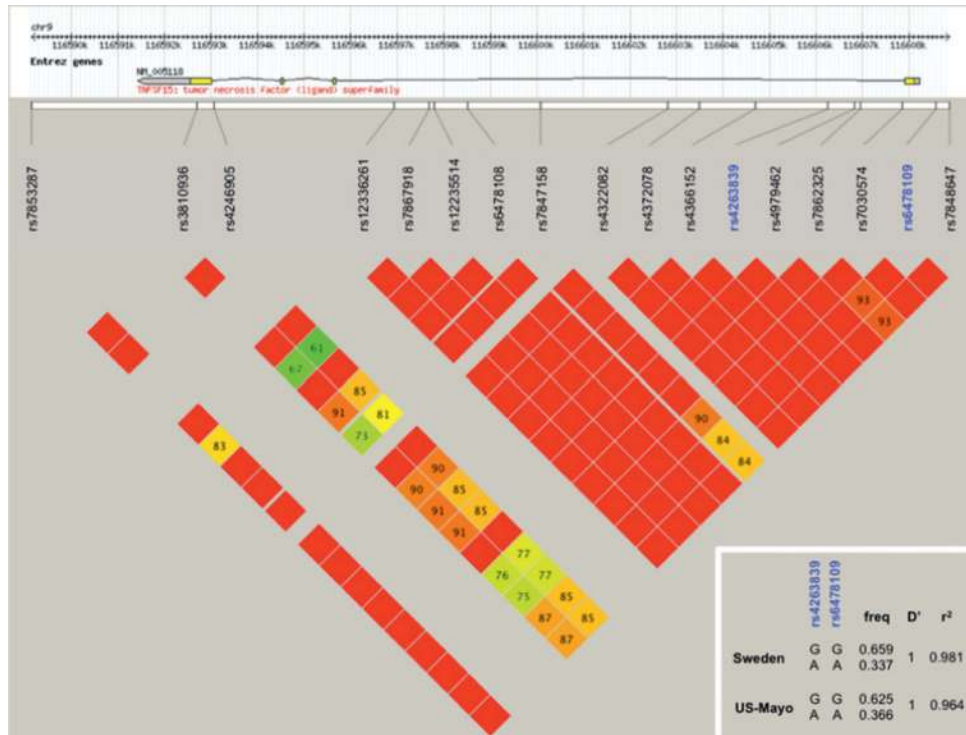 chr9
116590k 116591k 116592k 116593k 116594k 116595k 116596k 116597k 116598k 116599k 116600k 116601k 116602k 116603k 116604k 116605k 116606k 116607k 116608k
Entrez genes
NM_005118
TNFSF15: tumor necrosis factor (ligand) superfamily
rs7853287 rs3810936 rs4246905 rs12336261 rs7867918 rs12235514 rs6478108 rs7847158 rs4322082 rs4372078 rs4366152 rs4263839 rs4979462 rs7862325 rs7030574 rs6478109 rs7848647
93
93
61
67
85
91 81
73
90
84
84
83
90
90 85
91 85
91
77
76 77
75 85
87 85
87
rs4263839 rs6478109 freq D' r²
Sweden G G 0.659 1 0.981
A A 0.337
US-Mayo G G 0.625 1 0.964
A A 0.366